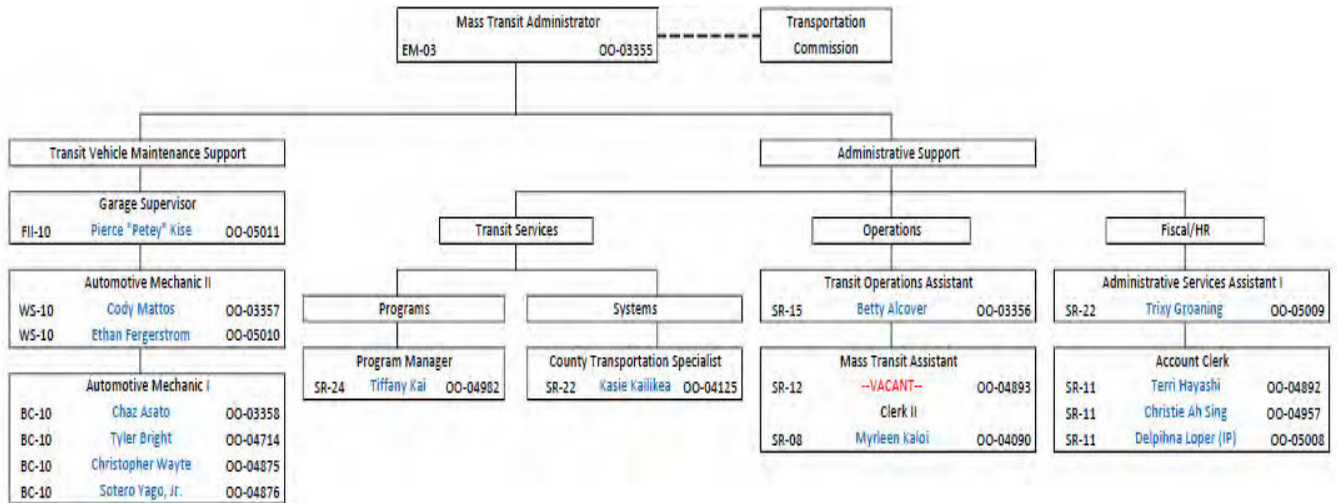 Mass Transit Administrator
EM-03 OO-03355
Transportation
Commission
Transit Vehicle Maintenance Support
Administrative Support
Garage Supervisor
FII-10 Pierce "Petey" Kise OO-05011
Transit Services
Operations
Fiscal/HR
Automotive Mechanic II
WS-10 Cody Mattos OO-03357
WS-10 Ethan Fergerstrom OO-05010
Programs
Systems
Transit Operations Assistant
SR-15 Betty Alcover OO-03356
Administrative Services Assistant I
SR-22 Trixy Groaning OO-05009
Automotive Mechanic I
BC-10 Chaz Asato OO-03358
BC-10 Tyler Bright OO-04714
BC-10 Christopher Wayte OO-04875
BC-10 Sotero Yago, Jr. OO-04876
Program Manager
SR-24 Tiffany Kai OO-04982
County Transportation Specialist
SR-22 Kasie Kailikea OO-04125
Mass Transit Assistant
SR-12 --VACANT-- OO-04893
Clerk II
SR-08 Myrleen Kaloi OO-04090
Account Clerk
SR-11 Terri Hayashi OO-04892
SR-11 Christie Ah Sing OO-04957
SR-11 Delpihna Loper (IP) OO-05008